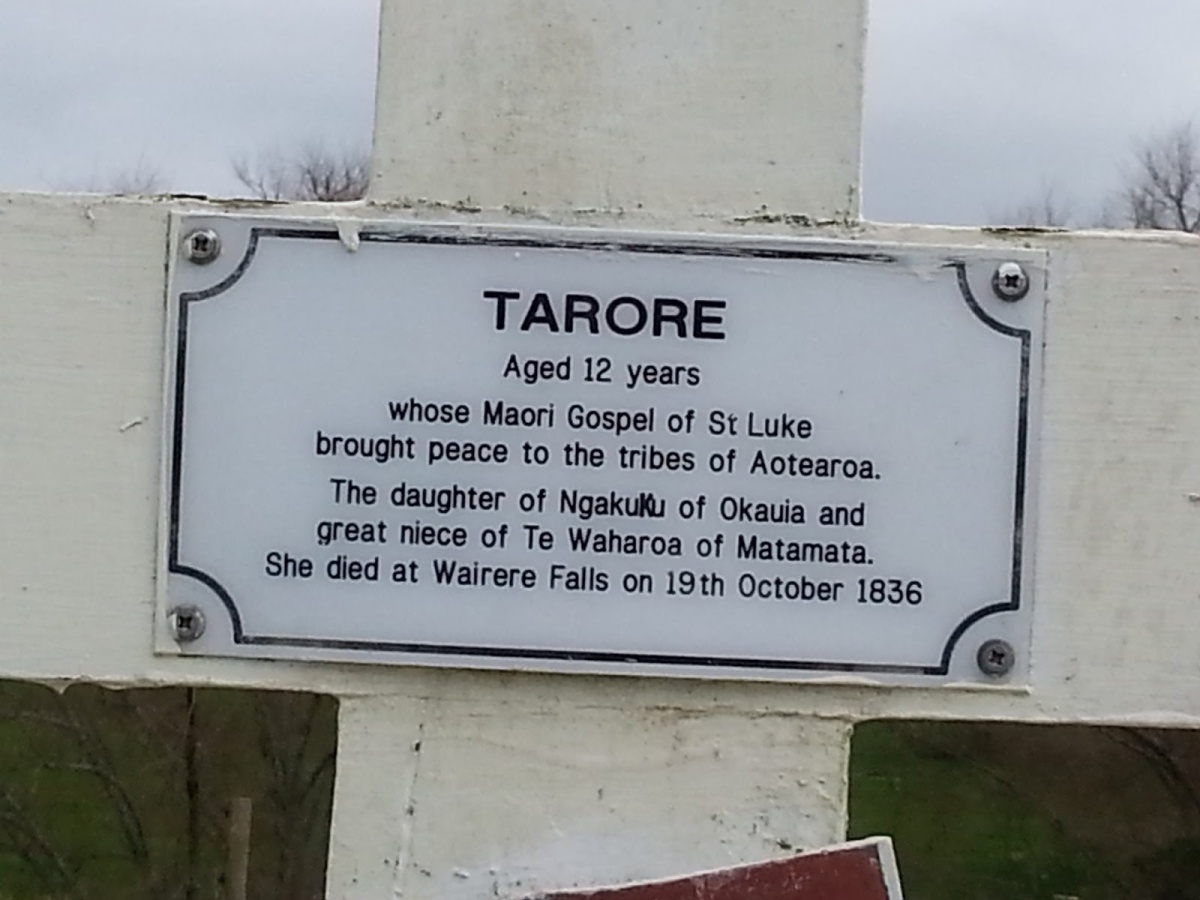 TARORE
Aged 12 years
whose Maori Gospel of St Luke
brought peace to the tribes of Aotearoa.
The daughter of NgakuKu of Okauia and
great niece of Te Waharoa of Matamata.
She died at Wairere Falls on 19th October 1836